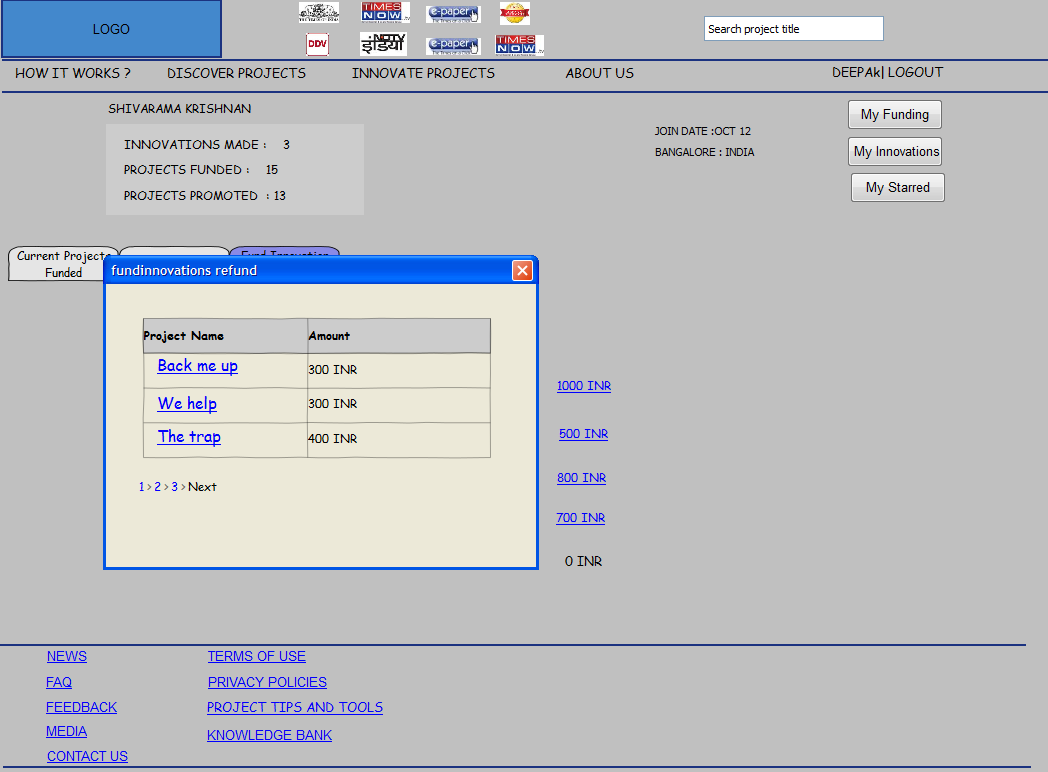 LOGO
TIMES
NOW .TV
e-paper
DDV
NDTV
इंडिया
e-paper
TIMES
NOW .TV
Search project title
HOW IT WORKS ? DISCOVER PROJECTS INNOVATE PROJECTS ABOUT US DEEPAk| LOGOUT
SHIVARAMA KRISHNAN
INNOVATIONS MADE : 3
PROJECTS FUNDED : 15
PROJECTS PROMOTED : 13
JOIN DATE :OCT 12
BANGALORE : INDIA
My Funding
My Innovations
My Starred
Current Projects
Funded
Fund Innovation
fundinnovations refund
Project Name Amount
Back me up 300 INR
We help 300 INR
The trap 400 INR
1 > 2 > 3 > Next
1000 INR
500 INR
800 INR
700 INR
0 INR
NEWS
FAQ
FEEDBACK
MEDIA
CONTACT US
TERMS OF USE
PRIVACY POLICIES
PROJECT TIPS AND TOOLS
KNOWLEDGE BANK